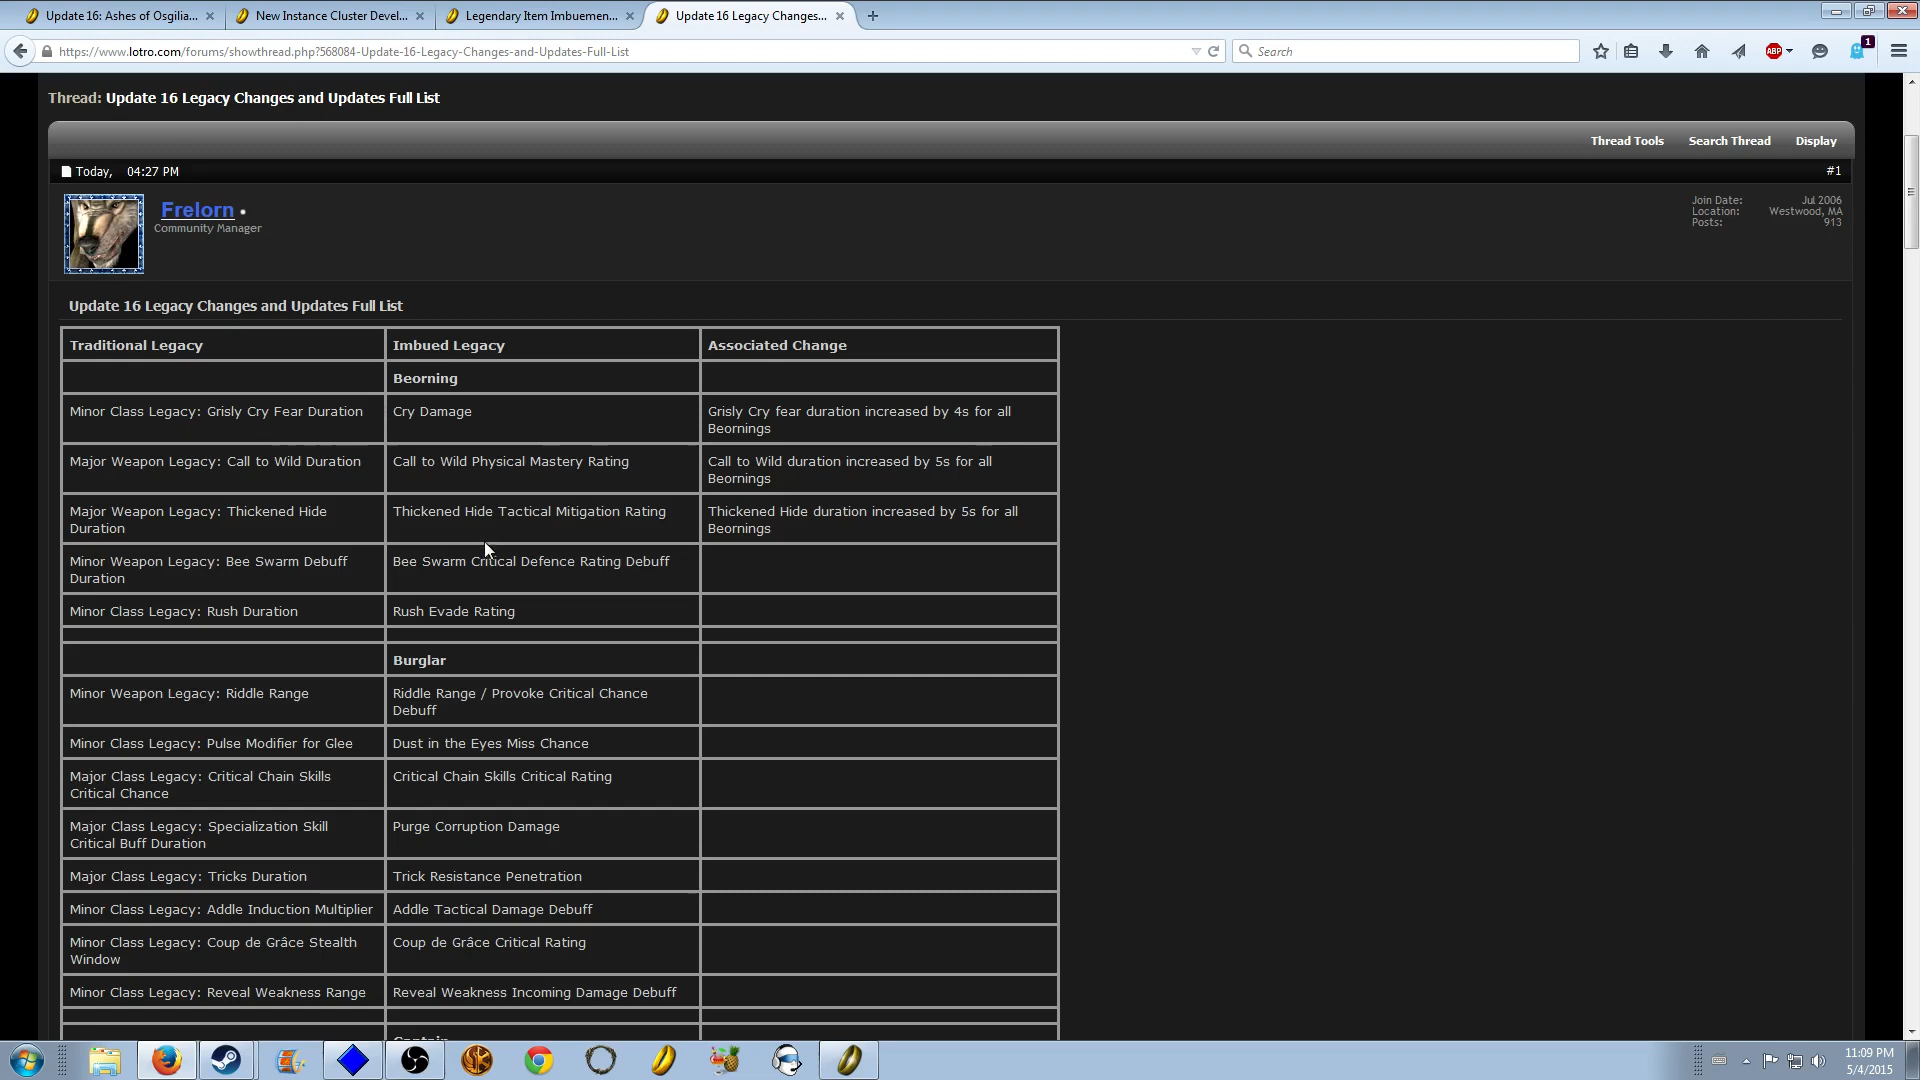 Update 16: Ashes of Osgilia...
New Instance Cluster Devel...
Legendary Item Imbuemen...
Update 16 Legacy Changes...
https://www.lotro.com/forums/showthread.php?568084-Update-16-Legacy-Changes-and-Updates-Full-List
Search
ABP
1
Thread: Update 16 Legacy Changes and Updates Full List
Thread Tools Search Thread Display
Today, 04:27 PM #1
Frelorn
Community Manager
Join Date: Jul 2006
Location: Westwood, MA
Posts: 913
Update 16 Legacy Changes and Updates Full List
Traditional Legacy Imbued Legacy Associated Change
Beorning
Minor Class Legacy: Grisly Cry Fear Duration Cry Damage Grisly Cry fear duration increased by 4s for all
Beornings
Major Weapon Legacy: Call to Wild Duration Call to Wild Physical Mastery Rating Call to Wild duration increased by 5s for all
Beornings
Major Weapon Legacy: Thickened Hide Thickened Hide Tactical Mitigation Rating Thickened Hide duration increased by 5s for all
Duration Beornings
Minor Weapon Legacy: Bee Swarm Debuff Bee Swarm Critical Defence Rating Debuff
Duration
Minor Class Legacy: Rush Duration Rush Evade Rating
Burglar
Minor Weapon Legacy: Riddle Range Riddle Range / Provoke Critical Chance
Debuff
Minor Class Legacy: Pulse Modifier for Glee Dust in the Eyes Miss Chance
Major Class Legacy: Critical Chain Skills Critical Chain Skills Critical Rating
Critical Chance
Major Class Legacy: Specialization Skill Purge Corruption Damage
Critical Buff Duration
Major Class Legacy: Tricks Duration Trick Resistance Penetration
Minor Class Legacy: Addle Induction Multiplier Addle Tactical Damage Debuff
Minor Class Legacy: Coup de Grâce Stealth Coup de Grâce Critical Rating
Window
Minor Class Legacy: Reveal Weakness Range Reveal Weakness Incoming Damage Debuff
Captain
11:09 PM
5/4/2015